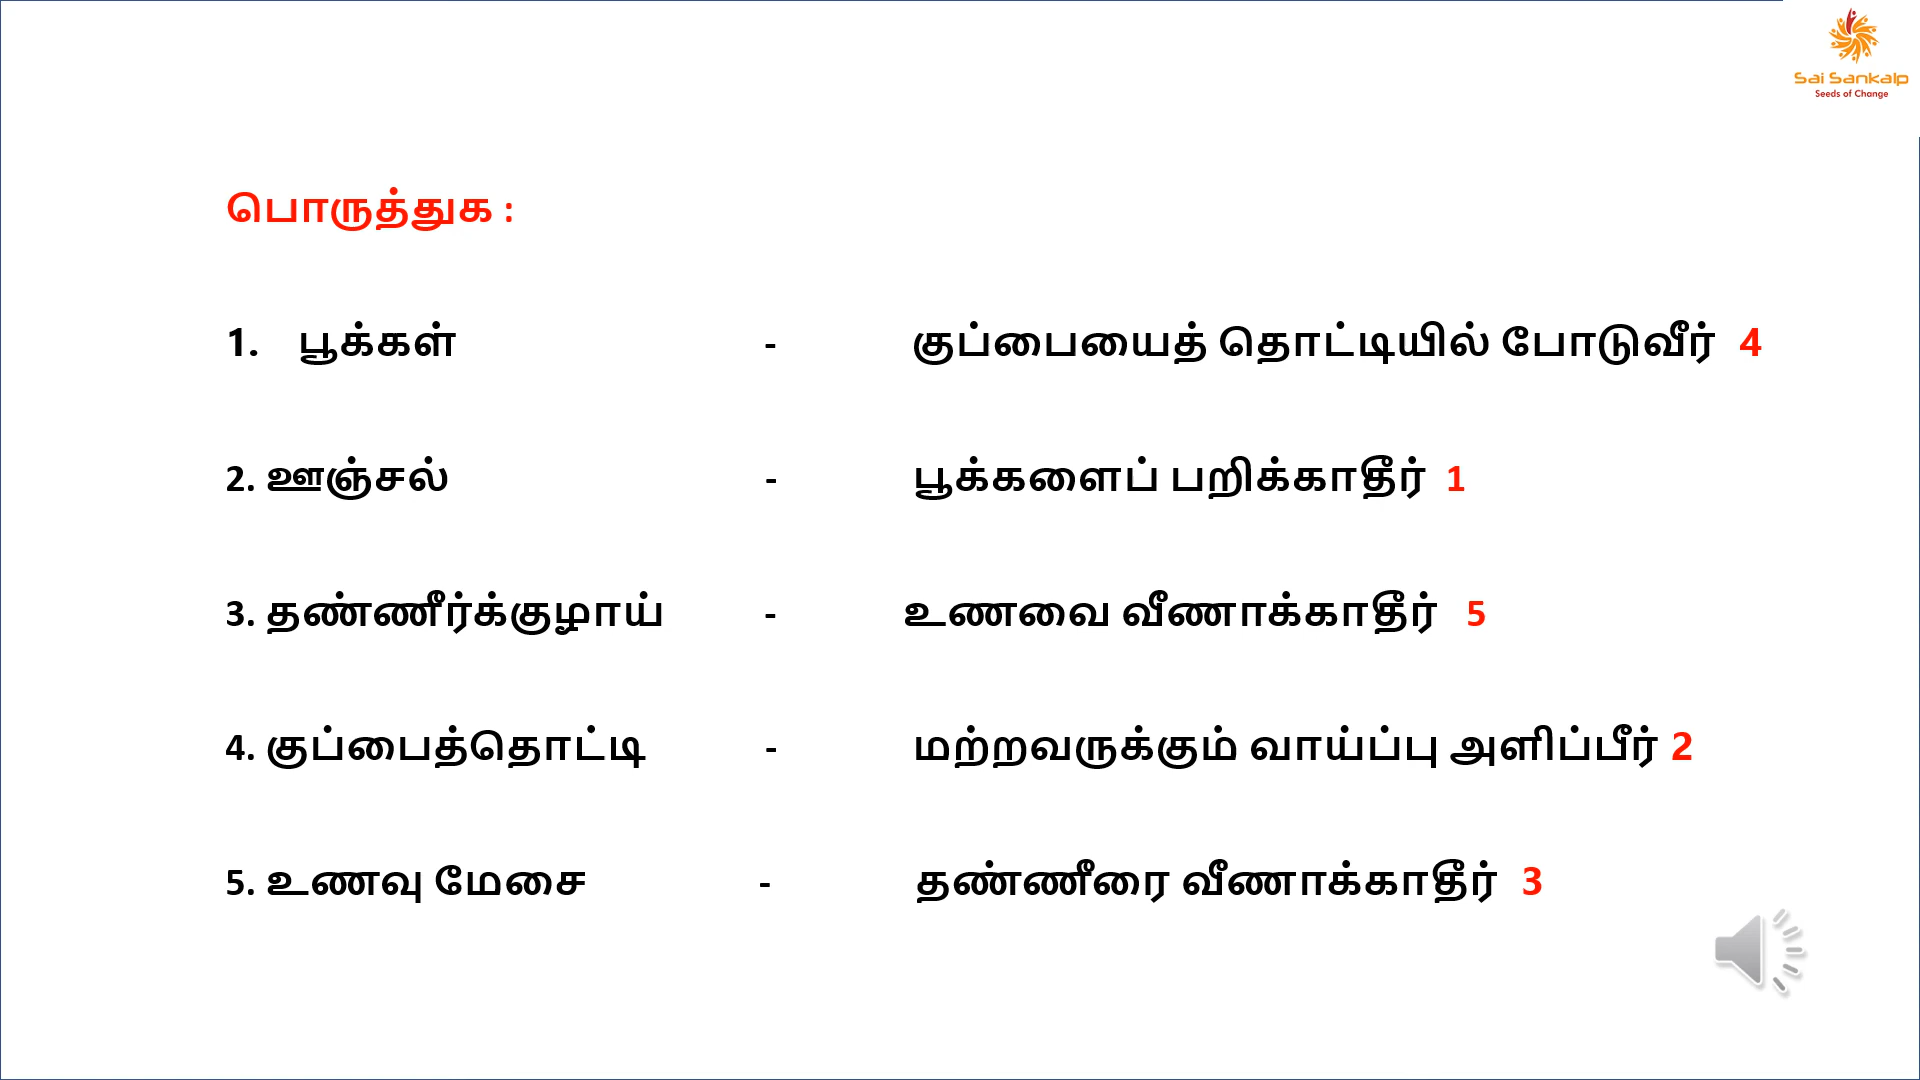 Sai Sankalp
Seeds of Change
பொருத்துக :
1. பூக்கள் - குப்பையைத் தொட்டியில் போடுவீர் 4
2. ஊஞ்சல் - பூக்களைப் பறிக்காதீர் 1
3. தண்ணீர்க்குழாய் - உணவை வீணாக்காதீர் 5
4. குப்பைத்தொட்டி - மற்றவருக்கும் வாய்ப்பு அளிப்பீர் 2
5. உணவு மேசை - தண்ணீரை வீணாக்காதீர் 3